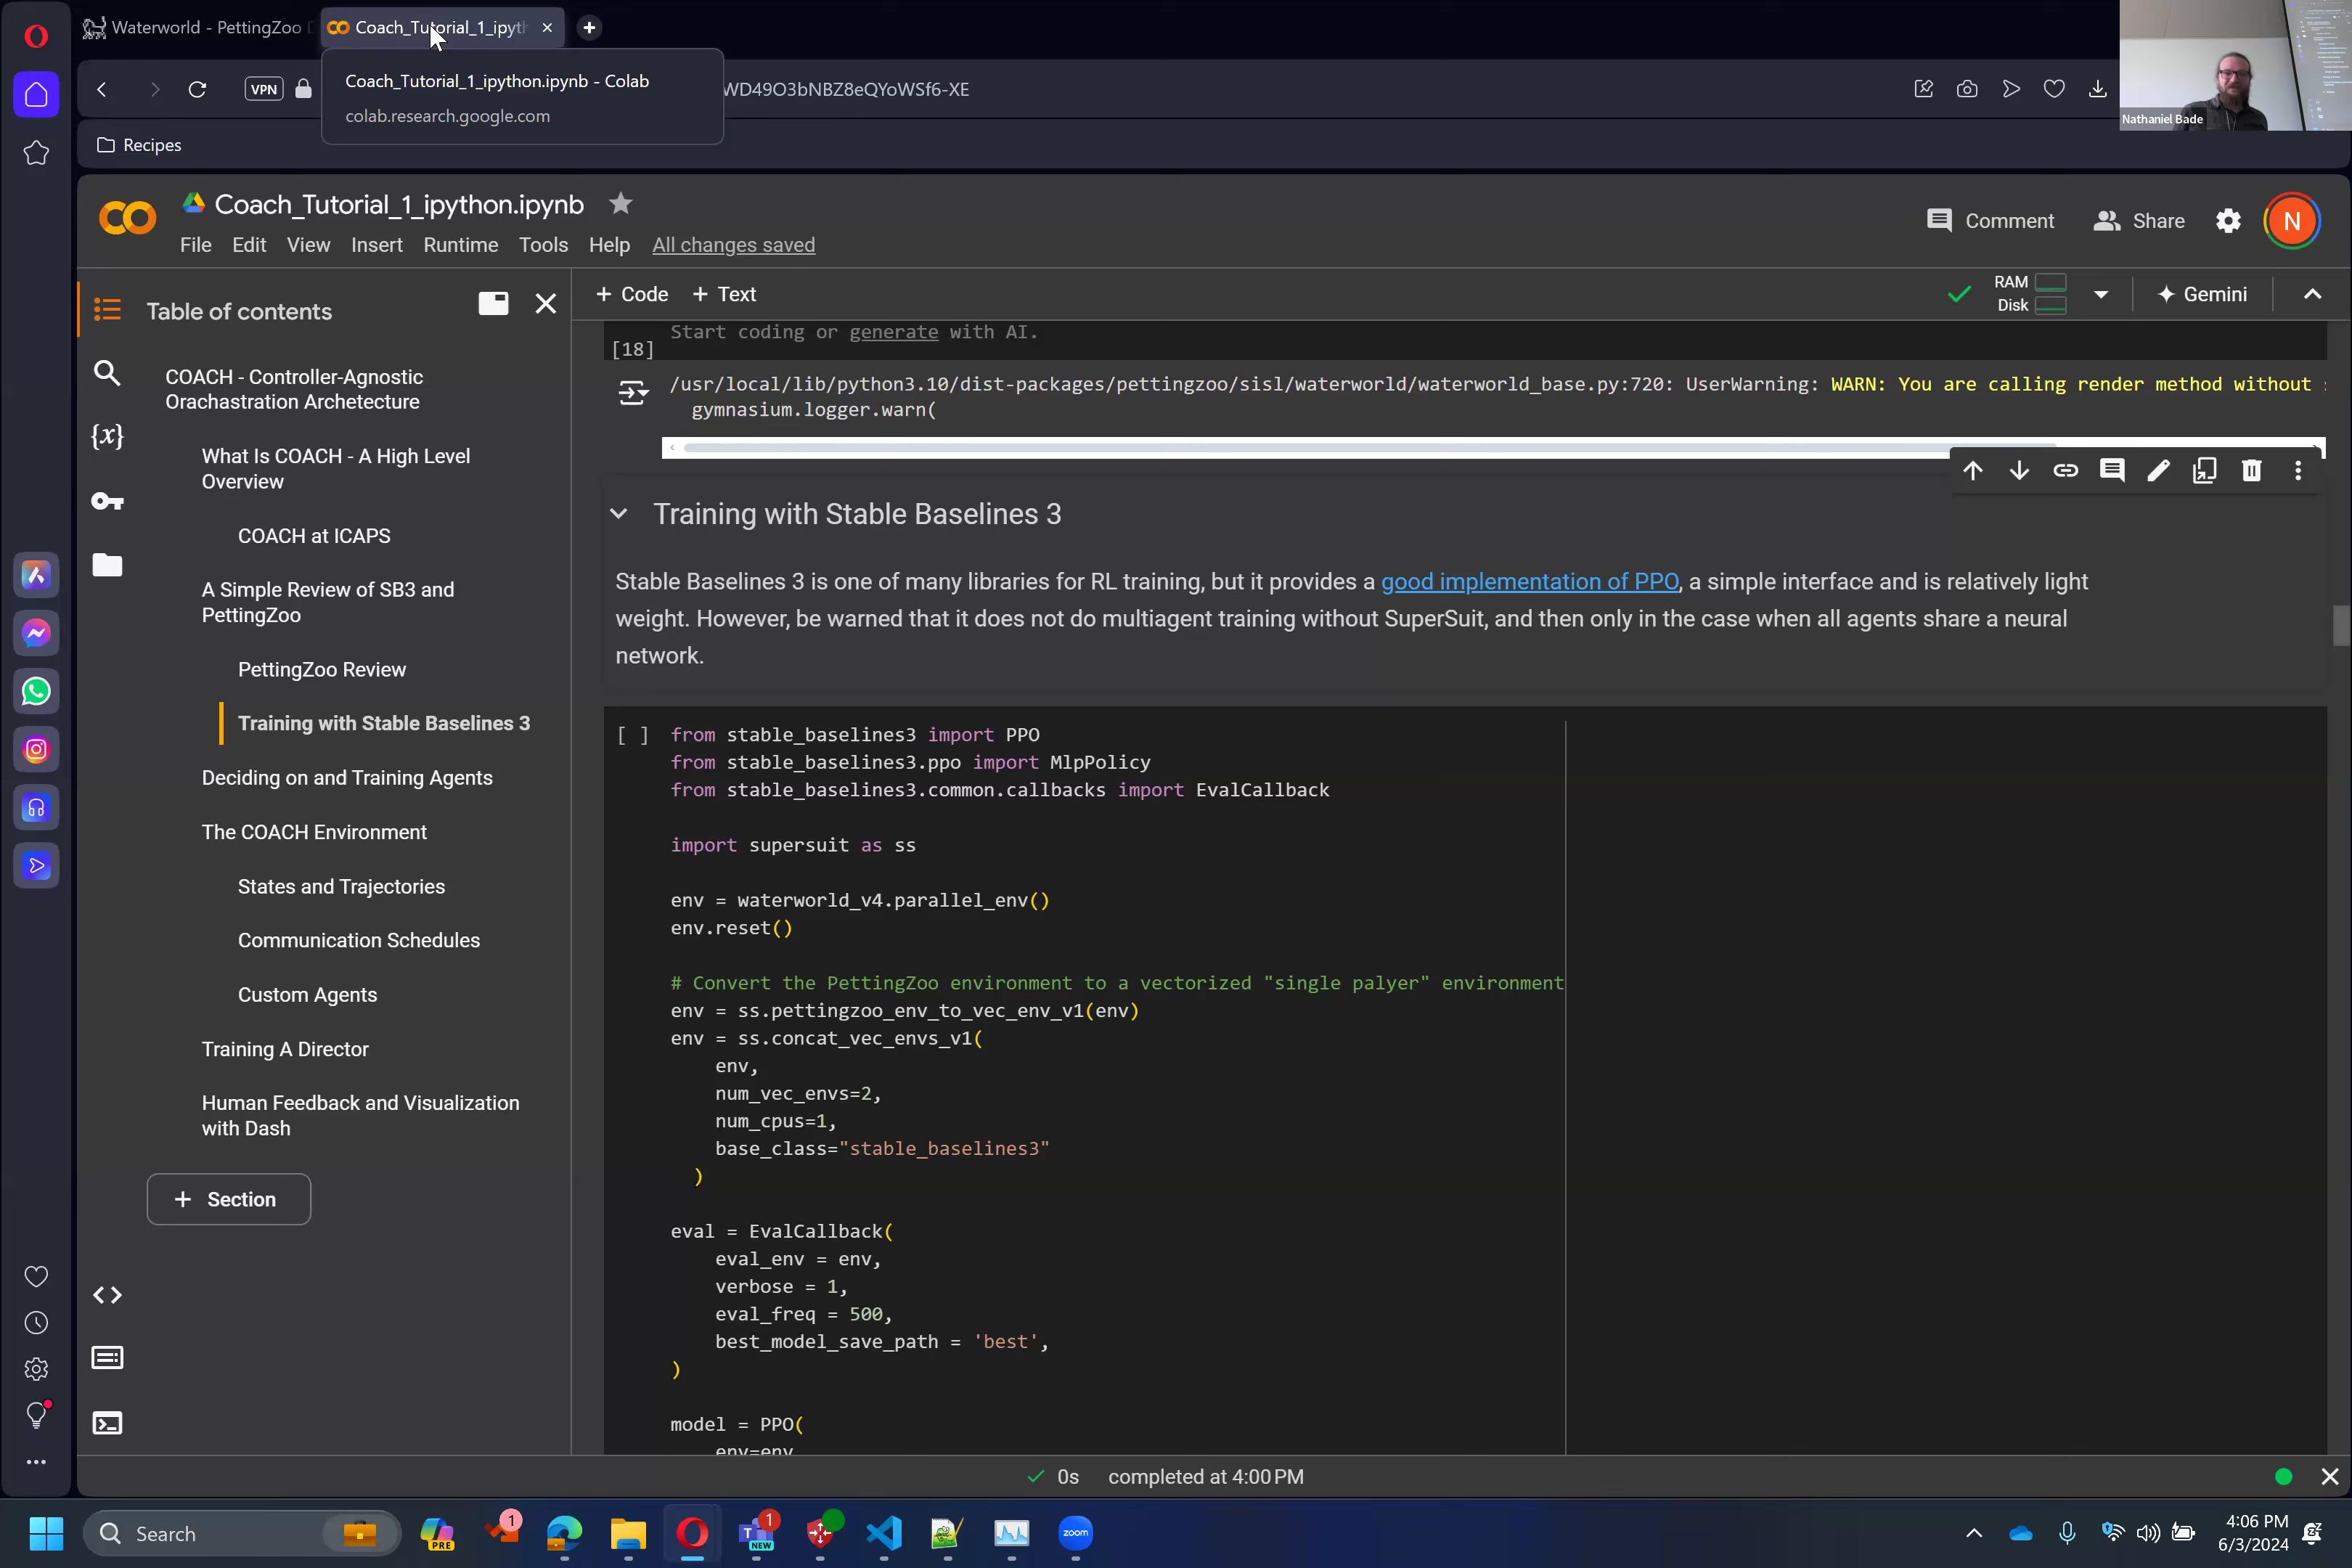 Waterworld - PettingZoo
Coach_Tutorial_1_ipyth
Coach_Tutorial_1_ipython.ipynb - Colab
colab.research.google.com
VPN
WD49O3bNBZ8eQYoWSf6-XE
Nathaniel Bade
Recipes
Coach_Tutorial_1_ipython.ipynb
File Edit View Insert Runtime Tools Help All changes saved
Comment Share N
Table of contents
+ Code + Text
RAM
Disk
Gemini
COACH - Controller-Agnostic
Orachastration Archetecture
What Is COACH - A High Level
Overview
COACH at ICAPS
A Simple Review of SB3 and
PettingZoo
PettingZoo Review
Training with Stable Baselines 3
Deciding on and Training Agents
The COACH Environment
States and Trajectories
Communication Schedules
Custom Agents
Training A Director
Human Feedback and Visualization
with Dash
+ Section
{x}
Start coding or generate with AI.
[18]
/usr/local/lib/python3.10/dist-packages/pettingzoo/sisl/waterworld/waterworld_base.py:720: UserWarning: WARN: You are calling render method without
gymnasium.logger.warn(
Training with Stable Baselines 3
Stable Baselines 3 is one of many libraries for RL training, but it provides a good implementation of PPO, a simple interface and is relatively light
weight. However, be warned that it does not do multiagent training without SuperSuit, and then only in the case when all agents share a neural
network.
[ ] from stable_baselines3 import PPO
from stable_baselines3.ppo import MlpPolicy
from stable_baselines3.common.callbacks import EvalCallback
import supersuit as ss
env = waterworld_v4.parallel_env()
env.reset()
# Convert the PettingZoo environment to a vectorized "single palyer" environment
env = ss.pettingzoo_env_to_vec_env_v1(env)
env = ss.concat_vec_envs_v1(
env,
num_vec_envs=2,
num_cpus=1,
base_class="stable_baselines3"
)
eval = EvalCallback(
eval_env = env,
verbose = 1,
eval_freq = 500,
best_model_save_path = 'best',
)
model = PPO(
env=env
0s completed at 4:00 PM
Search
PRE
1
1
NEW
zoom
4:06 PM
6/3/2024